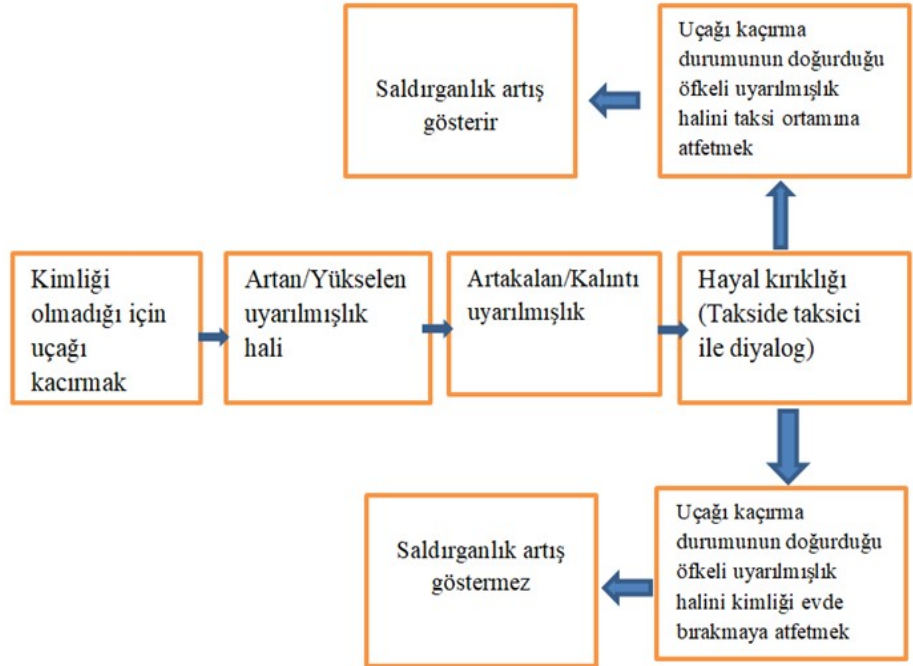 Saldırganlık artış
gösterir
Uçağı kaçırma
durumunun doğurduğu
öfkeli uyarılmışlık
halini taksi ortamına
atfetmek
Kimliği
olmadığı için
uçağı
kacırmak
Artan/Yükselen
uyarılmışlık
hali
Artakalan/Kalıntı
uyarılmışlık
Hayal kırıklığı
(Takside taksici
ile diyalog)
Saldırganlık artış
göstermez
Uçağı kaçırma
durumunun doğurduğu
öfkeli uyarılmışlık
halini kimliği evde
bırakmaya atfetmek